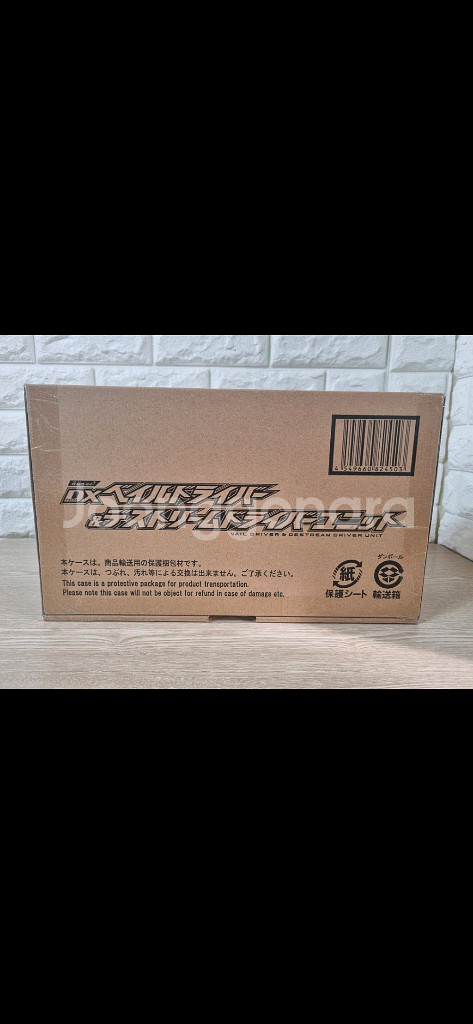 DXベイルドライバー
&デストリームドライバーユニット
VAIL DRIVER & DESTREAM DRIVER UNIT
本ケースは、商品輸送用の保護梱包材です。
本ケースは、つぶれ、汚れ等による交換は出来ません。ご了承ください。
This case is a protective package for product transportation.
Please note this case will not be object for refund in case of damage etc.
4 549660 824503
紙
保護シート
ダンボール
輸送箱